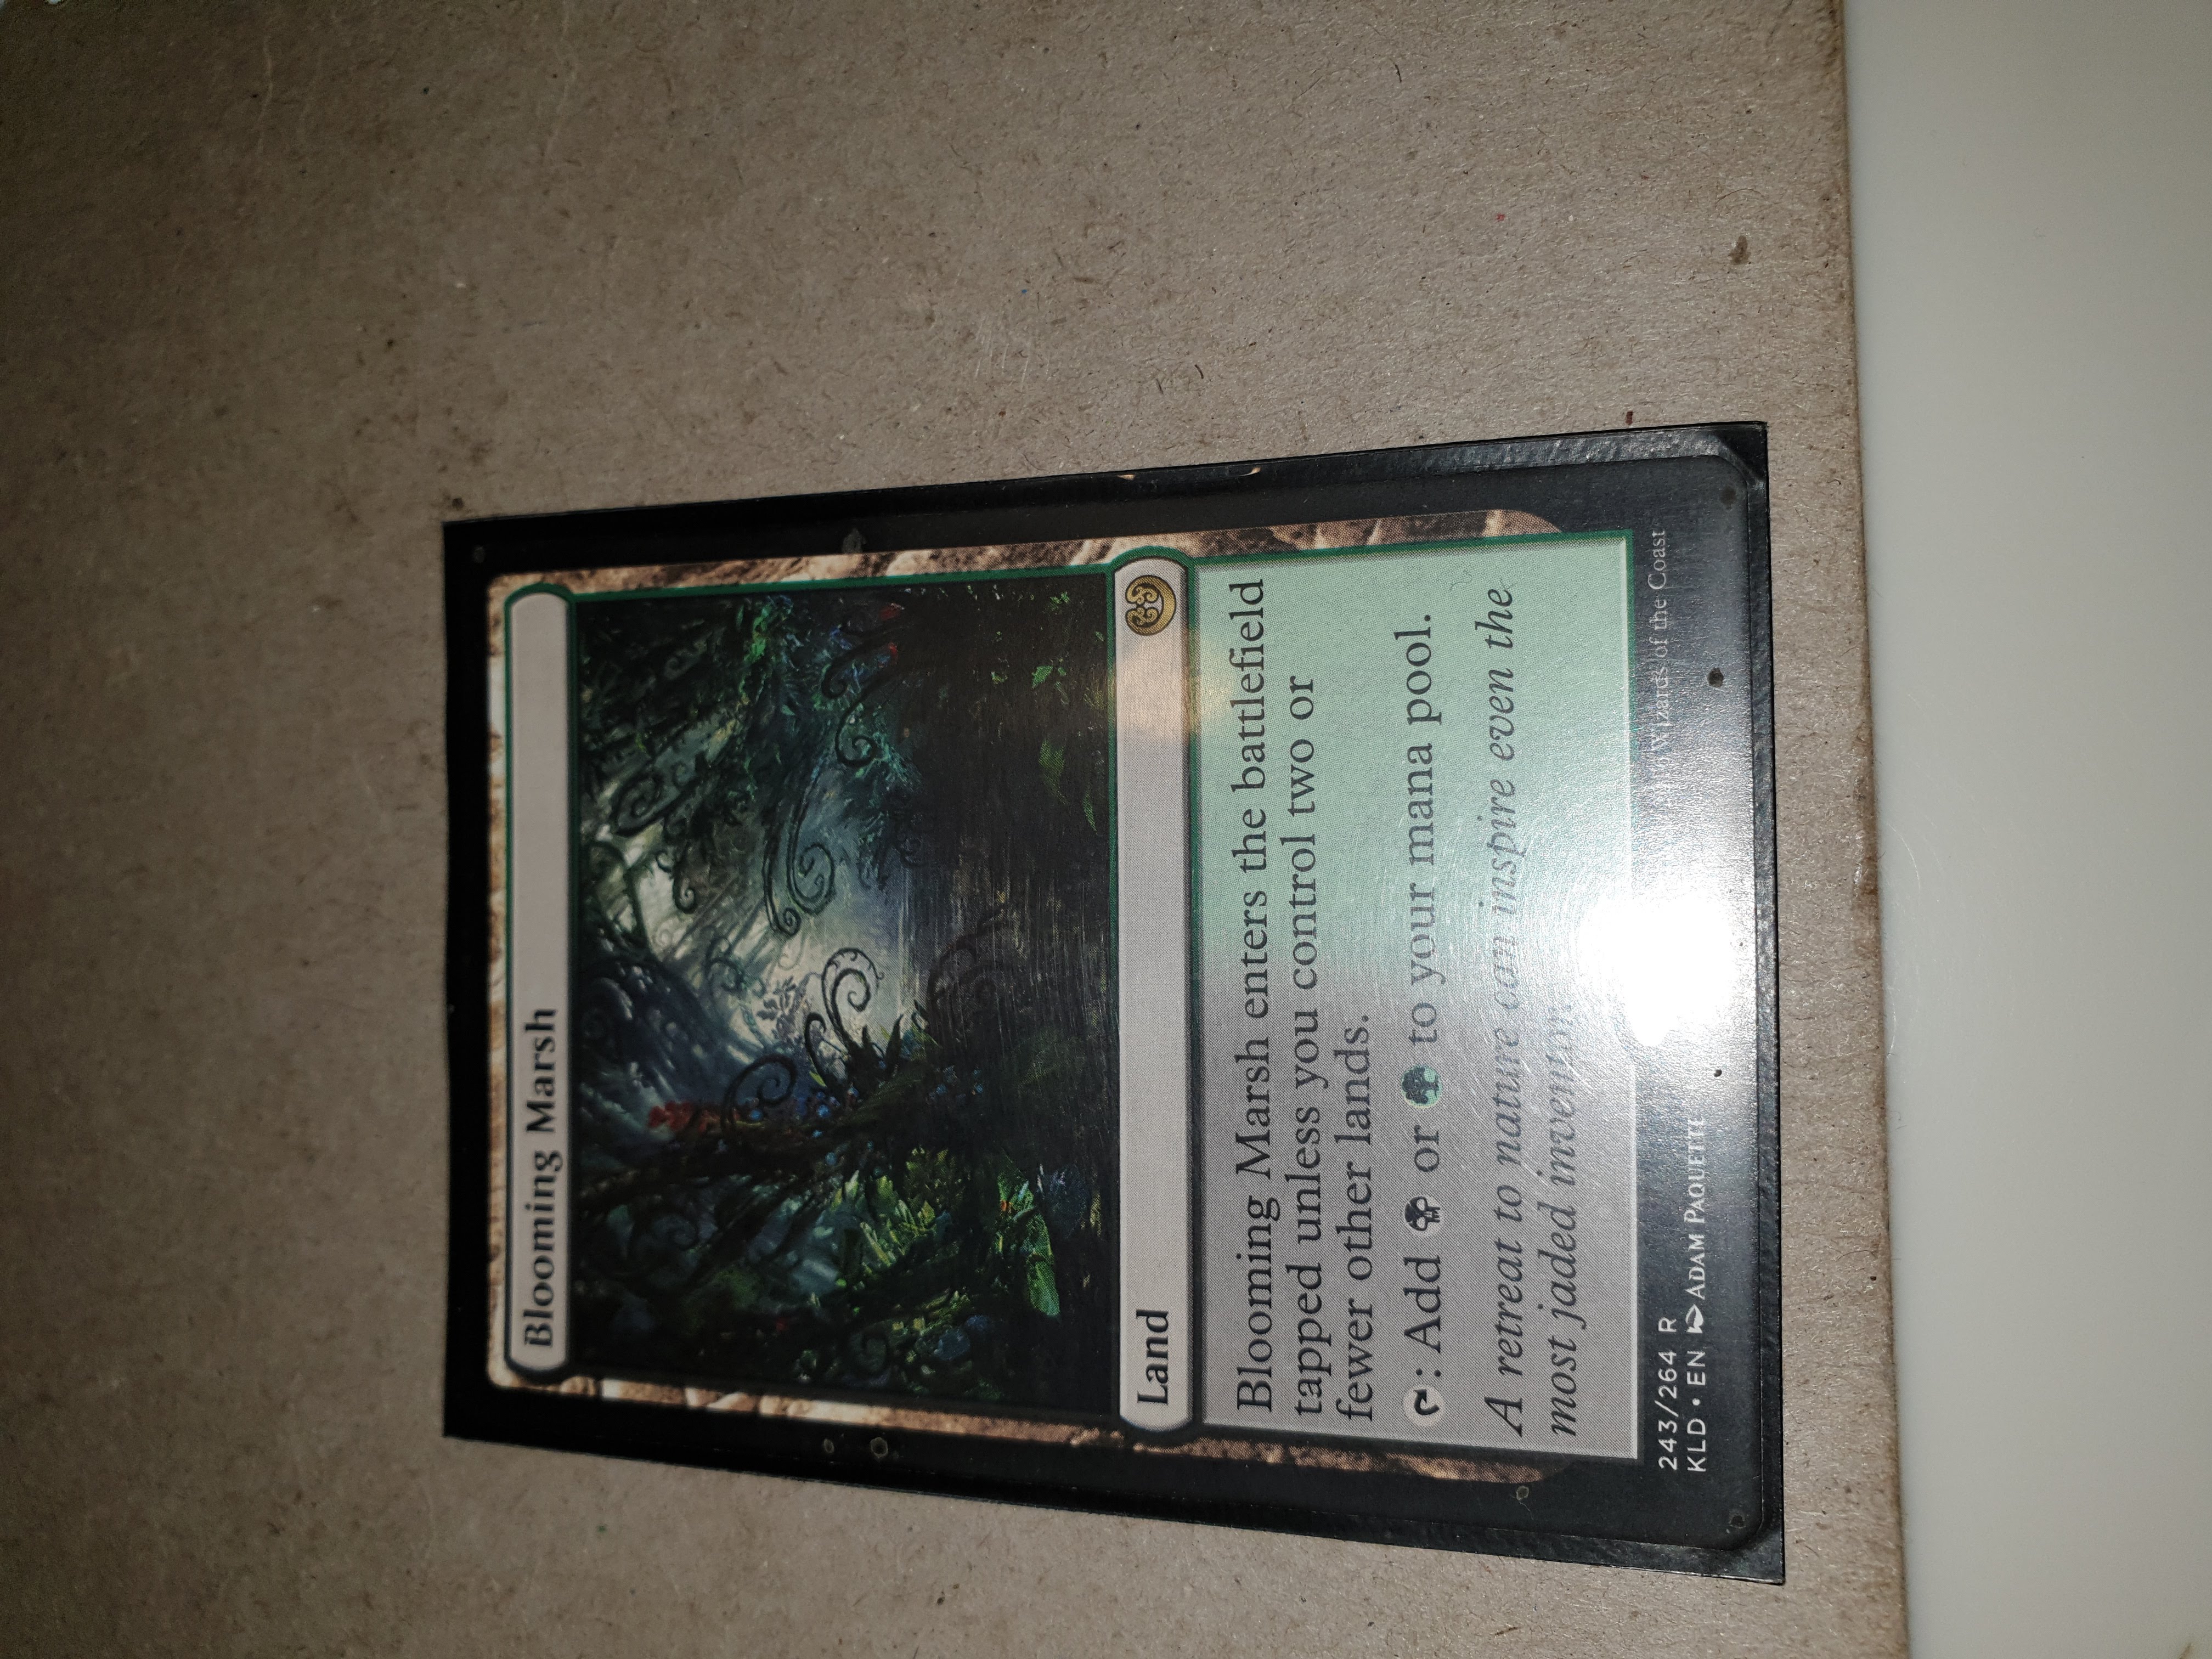 Blooming Marsh
Land
Blooming Marsh enters the battlefield
tapped unless you control two or
fewer other lands.
: Add or to your mana pool.
A retreat to nature can inspire even the
most jaded inventor.
243/264 R
2016 Wizards of the Coast
KLD • EN ADAM PAQUETTE